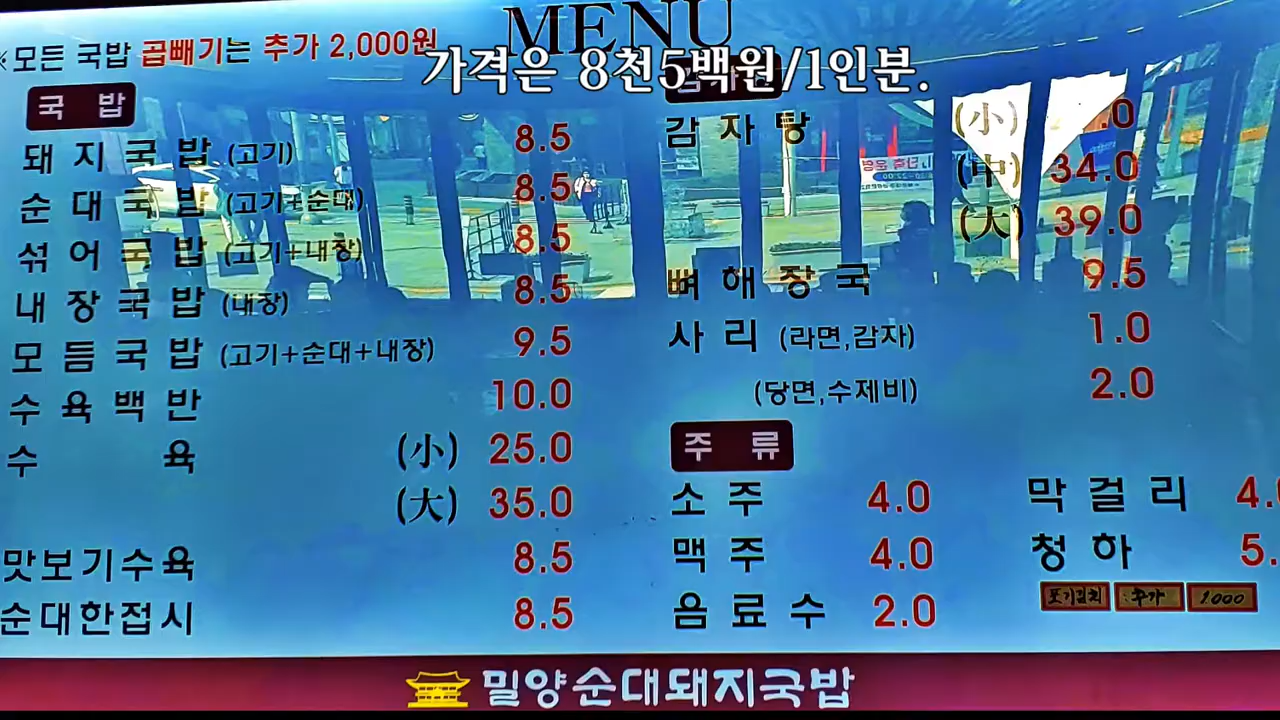 MENU
※모든 국밥 곱빼기는 추가 2,000원
가격은 8천5백원/1인분.
국 밥
돼지국밥 (고기) 8.5
순대국밥 (고기+순대) 8.5
섞어국밥 (고기+내장) 8.5
내장국밥 (내장) 8.5
모듬국밥 (고기+순대+내장) 9.5
수육백반 10.0
수 육 (小) 25.0
(大) 35.0
맛보기수육 8.5
순대한접시 8.5
감자탕 (小) .0
(中) 34.0
(大) 39.0
뼈해장국 9.5
사리 (라면,감자) 1.0
(당면,수제비) 2.0
주 류
소주 4.0 막걸리 4.
맥주 4.0 청하 5.
음료수 2.0
포기김치 추가 1.000
밀양순대돼지국밥